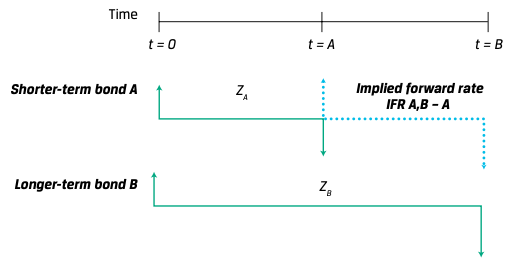 Time
t = 0
t = A
t = B
Shorter-term bond A
Z_A
Implied forward rate
IFR A,B – A
Longer-term bond B
Z_B